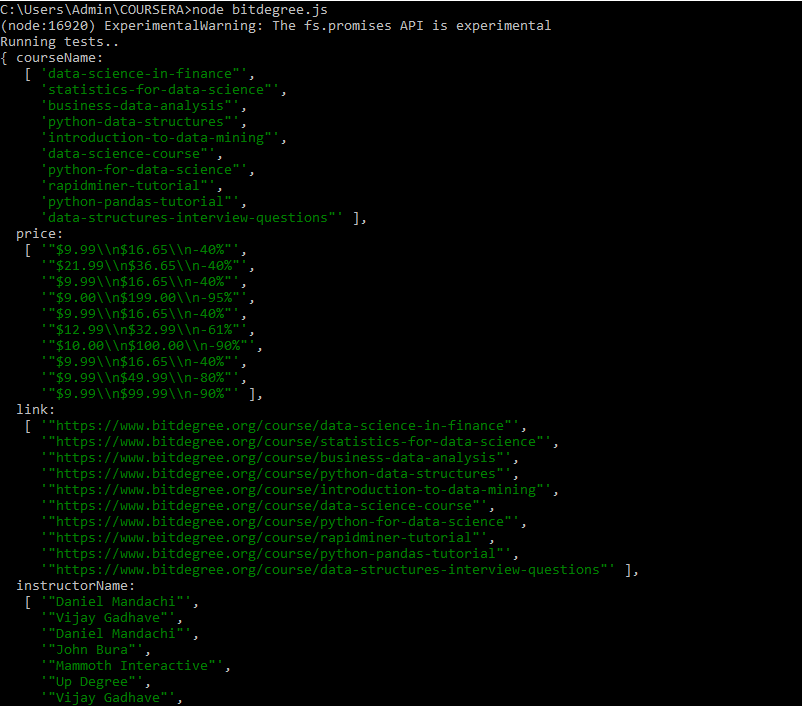 C:\Users\Admin\COURSERA>node bitdegree.js
(node:16920) ExperimentalWarning: The fs.promises API is experimental
Running tests..
{ courseName:
   [ 'data-science-in-finance"',
     'statistics-for-data-science"',
     'business-data-analysis"',
     'python-data-structures"',
     'introduction-to-data-mining"',
     'data-science-course"',
     'python-for-data-science"',
     'rapidminer-tutorial"',
     'python-pandas-tutorial"',
     'data-structures-interview-questions"' ],
  price:
   [ '"$9.99\\n$16.65\\n-40%"',
     '"$21.99\\n$36.65\\n-40%"',
     '"$9.99\\n$16.65\\n-40%"',
     '"$9.00\\n$199.00\\n-95%"',
     '"$9.99\\n$16.65\\n-40%"',
     '"$12.99\\n$32.99\\n-61%"',
     '"$10.00\\n$100.00\\n-90%"',
     '"$9.99\\n$16.65\\n-40%"',
     '"$9.99\\n$49.99\\n-80%"',
     '"$9.99\\n$99.99\\n-90%"' ],
  link:
   [ '"https://www.bitdegree.org/course/data-science-in-finance"',
     '"https://www.bitdegree.org/course/statistics-for-data-science"',
     '"https://www.bitdegree.org/course/business-data-analysis"',
     '"https://www.bitdegree.org/course/python-data-structures"',
     '"https://www.bitdegree.org/course/introduction-to-data-mining"',
     '"https://www.bitdegree.org/course/data-science-course"',
     '"https://www.bitdegree.org/course/python-for-data-science"',
     '"https://www.bitdegree.org/course/rapidminer-tutorial"',
     '"https://www.bitdegree.org/course/python-pandas-tutorial"',
     '"https://www.bitdegree.org/course/data-structures-interview-questions"' ],
  instructorName:
   [ '"Daniel Mandachi"',
     '"Vijay Gadhave"',
     '"Daniel Mandachi"',
     '"John Bura"',
     '"Mammoth Interactive"',
     '"Up Degree"',
     '"Vijay Gadhave"',